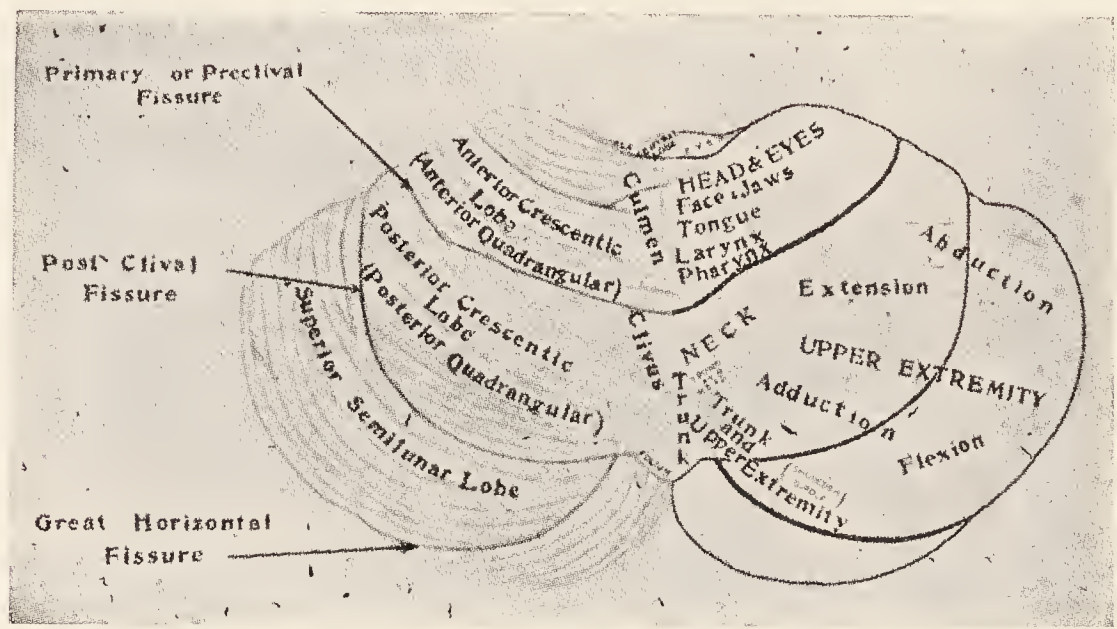 Primary or Preclival
Fissure
Post Clival
Fissure
Great Horizontal
Fissure
Anterior Crescentic
Lobe
(Anterior Quadrangular)
Posterior Crescentic
Lobe
(Posterior Quadrangular)
Superior Semilunar Lobe
Culmen
Clivus
HEAD & EYES
Face & Jaws
Tongue
Larynx
Pharynx
NECK
Trunk
Trunk
and
Upper Extremity
Extension
UPPER EXTREMITY
Adduction
Abduction
Flexion